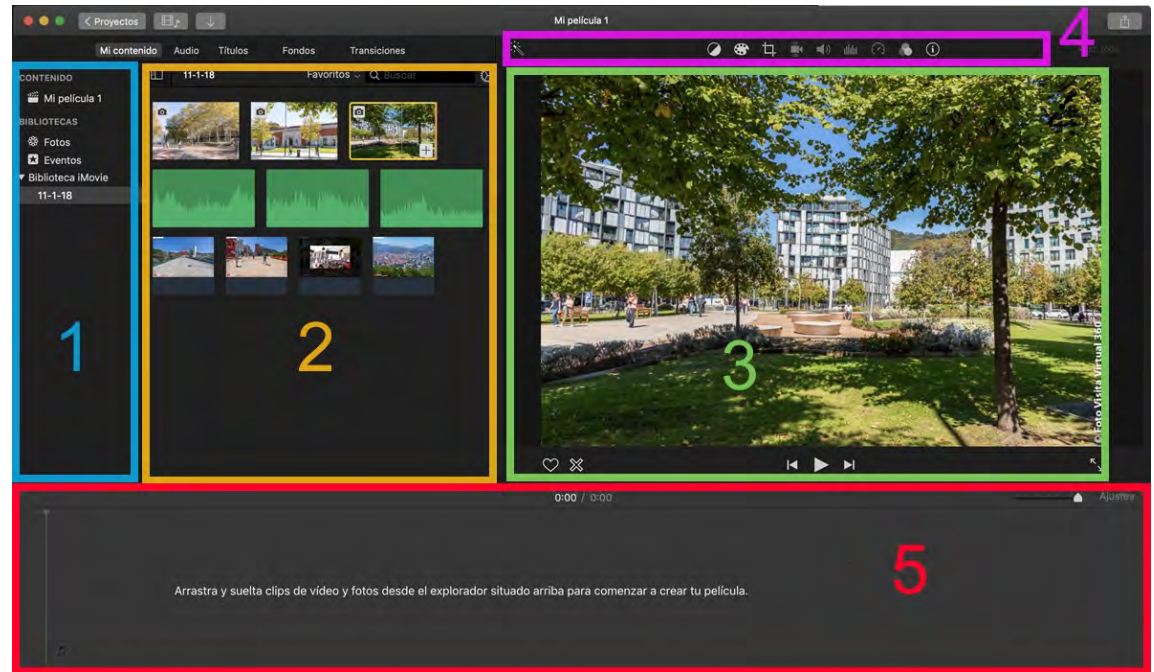 Proyectos
Mi película 1
Mi contenido Audio Títulos Fondos Transiciones
4
CONTENIDO
Mi película 1
BIBLIOTECAS
Fotos
Eventos
Biblioteca iMovie
11-1-18
1
11-1-18 Favoritos Buscar
2
3
© Foto Visita Virtual 360
0:00 / 0:00 Ajustes
5
Arrastra y suelta clips de vídeo y fotos desde el explorador situado arriba para comenzar a crear tu película.